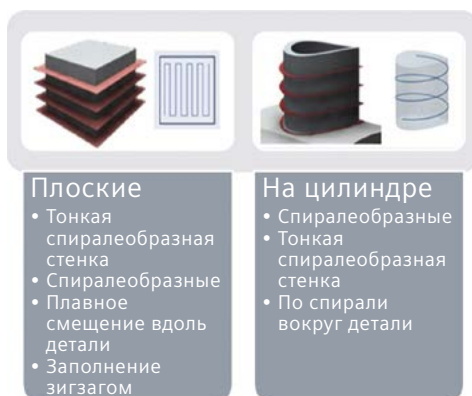 Плоские
• Тонкая
спиралеобразная
стенка
• Спиралеобразные
• Плавное
смещение вдоль
детали
• Заполнение
зигзагом
На цилиндре
• Спиралеобразные
• Тонкая
спиралеобразная
стенка
• По спирали
вокруг детали